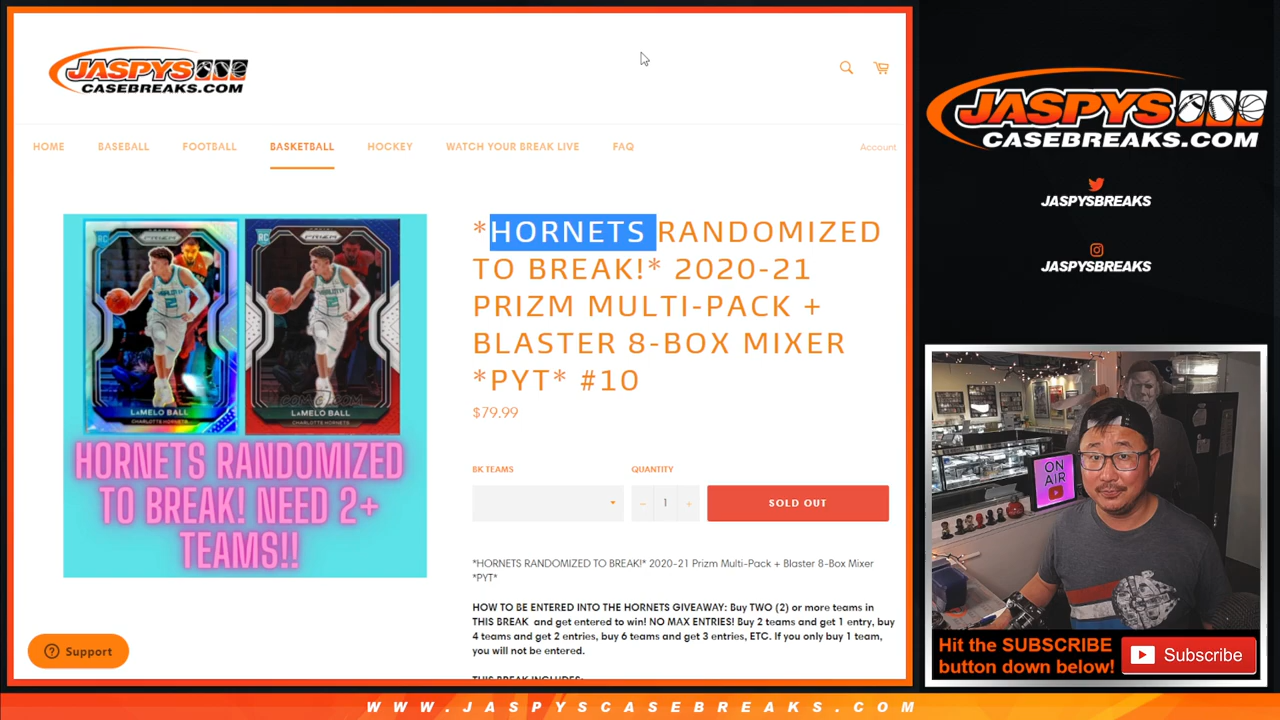 JASPYS
CASEBREAKS.COM
HOME BASEBALL FOOTBALL BASKETBALL HOCKEY WATCH YOUR BREAK LIVE FAQ Account
*HORNETS RANDOMIZED
TO BREAK!* 2020-21
PRIZM MULTI-PACK +
BLASTER 8-BOX MIXER
*PYT* #10
$79.99
BK TEAMS QUANTITY
1
SOLD OUT
RC PRIZM RC PRIZM
LaMELO BALL LaMELO BALL
CHARLOTTE HORNETS CHARLOTTE HORNETS
HORNETS RANDOMIZED
TO BREAK! NEED 2+
TEAMS!!
*HORNETS RANDOMIZED TO BREAK!* 2020-21 Prizm Multi-Pack + Blaster 8-Box Mixer
*PYT*
HOW TO BE ENTERED INTO THE HORNETS GIVEAWAY: Buy TWO (2) or more teams in
THIS BREAK and get entered to win! NO MAX ENTRIES! Buy 2 teams and get 1 entry, buy
4 teams and get 2 entries, buy 6 teams and get 3 entries, ETC. If you only buy 1 team,
you will not be entered.
THIS BREAK INCLUDES:
Support
JASPYS
CASEBREAKS.COM
JASPYSBREAKS
JASPYSBREAKS
ON
AIR
Hit the SUBSCRIBE
button down below!
Subscribe
WWW.JASPYSCASEBREAKS.COM